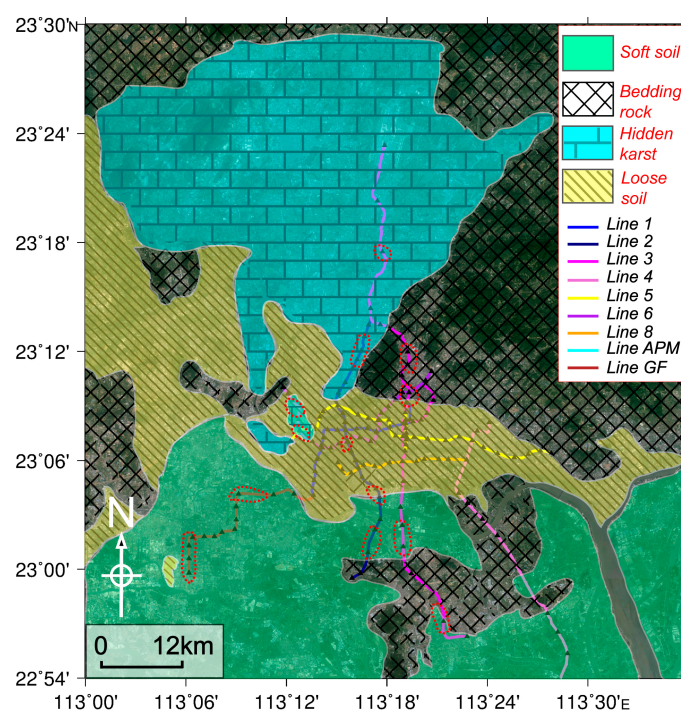 23°30'N
23°24'
23°18'
23°12'
23°06'
23°00'
22°54'
113°00'
113°06'
113°12'
113°18'
113°24'
113°30'E
Soft soil
Bedding
rock
Hidden
karst
Loose
soil
Line 1
Line 2
Line 3
Line 4
Line 5
Line 6
Line 8
Line APM
Line GF
N
0 12km